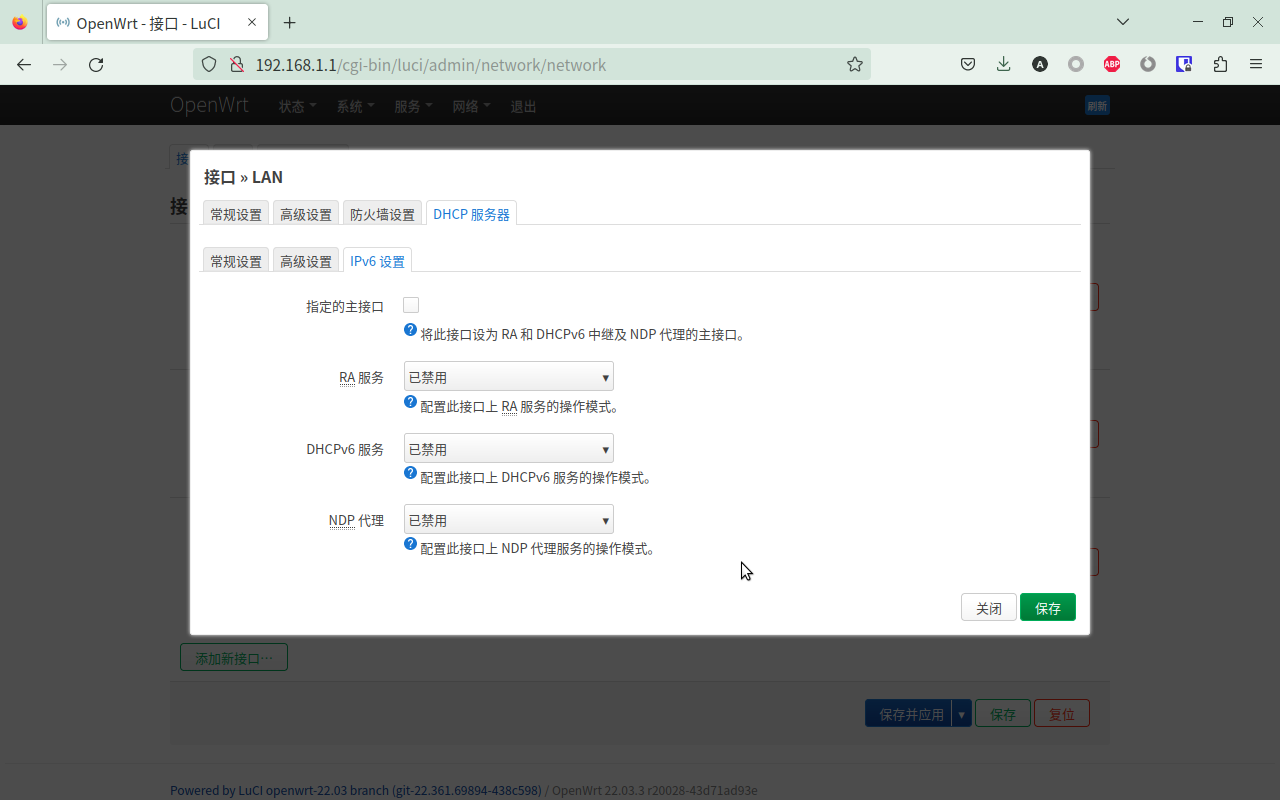 OpenWrt - 接口 - LuCI
192.168.1.1/cgi-bin/luci/admin/network/network
A
ABP
OpenWrt 状态 系统 服务 网络 退出 刷新
接
接
接口 » LAN
常规设置 高级设置 防火墙设置 DHCP 服务器
常规设置 高级设置 IPv6 设置
指定的主接口
将此接口设为 RA 和 DHCPv6 中继及 NDP 代理的主接口。
RA 服务 已禁用
配置此接口上 RA 服务的操作模式。
DHCPv6 服务 已禁用
配置此接口上 DHCPv6 服务的操作模式。
NDP 代理 已禁用
配置此接口上 NDP 代理服务的操作模式。
关闭 保存
添加新接口…
保存并应用 保存 复位
Powered by LuCI openwrt-22.03 branch (git-22.361.69894-438c598) / OpenWrt 22.03.3 r20028-43d71ad93e